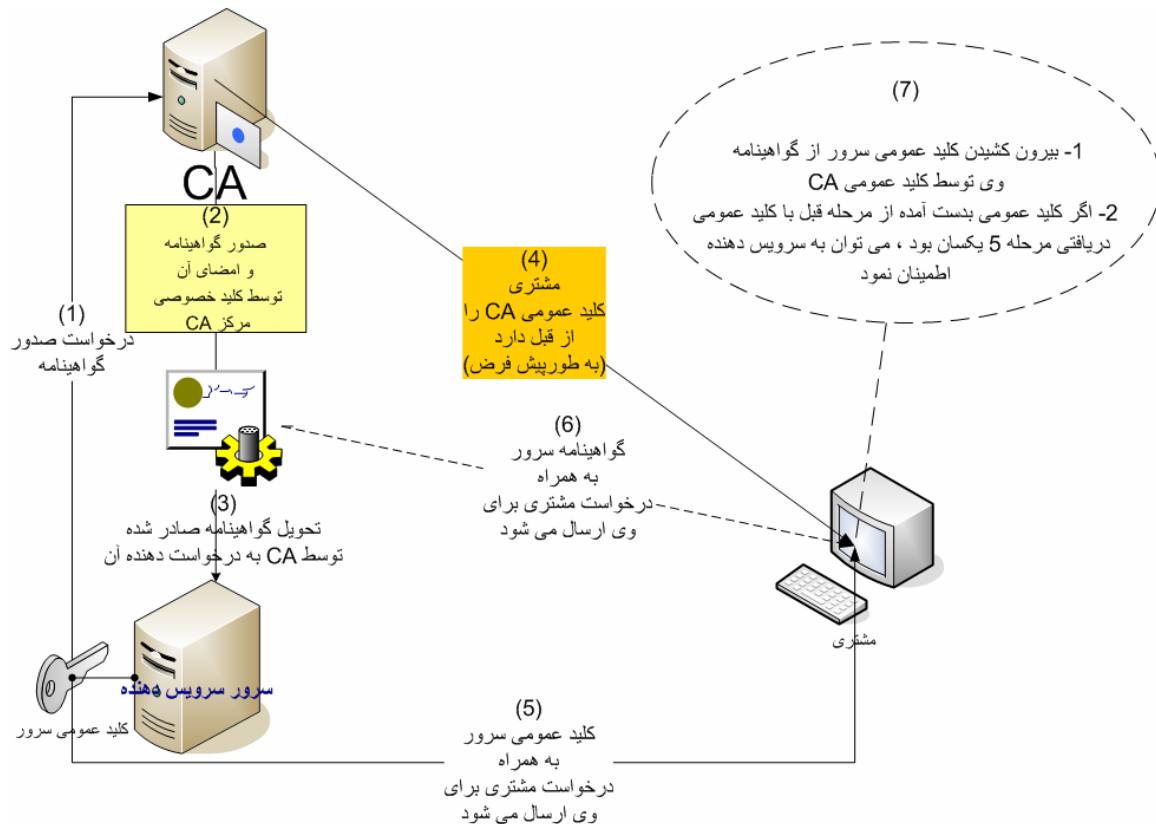 CA
(1)
درخواست صدور
گواهینامه
(2)
صدور گواهینامه
و امضای آن
توسط کلید خصوصی
مرکز CA
(3)
تحویل گواهینامه صادر شده
توسط CA به درخواست دهنده آن
سرور سرویس دهنده
کلید عمومی سرور
(4)
مشتری
کلید عمومی CA را
از قبل دارد
(به طورپیش فرض)
(5)
کلید عمومی سرور
به همراه
درخواست مشتری برای
وی ارسال می شود
(6)
گواهینامه سرور
به همراه
درخواست مشتری برای
وی ارسال می شود
(7)
1- بیرون کشیدن کلید عمومی سرور از گواهینامه
وی توسط کلید عمومی CA
2- اگر کلید عمومی بدست آمده از مرحله قبل با کلید عمومی
دریافتی مرحله 5 یکسان بود ، می توان به سرویس دهنده
اطمینان نمود
مشتری